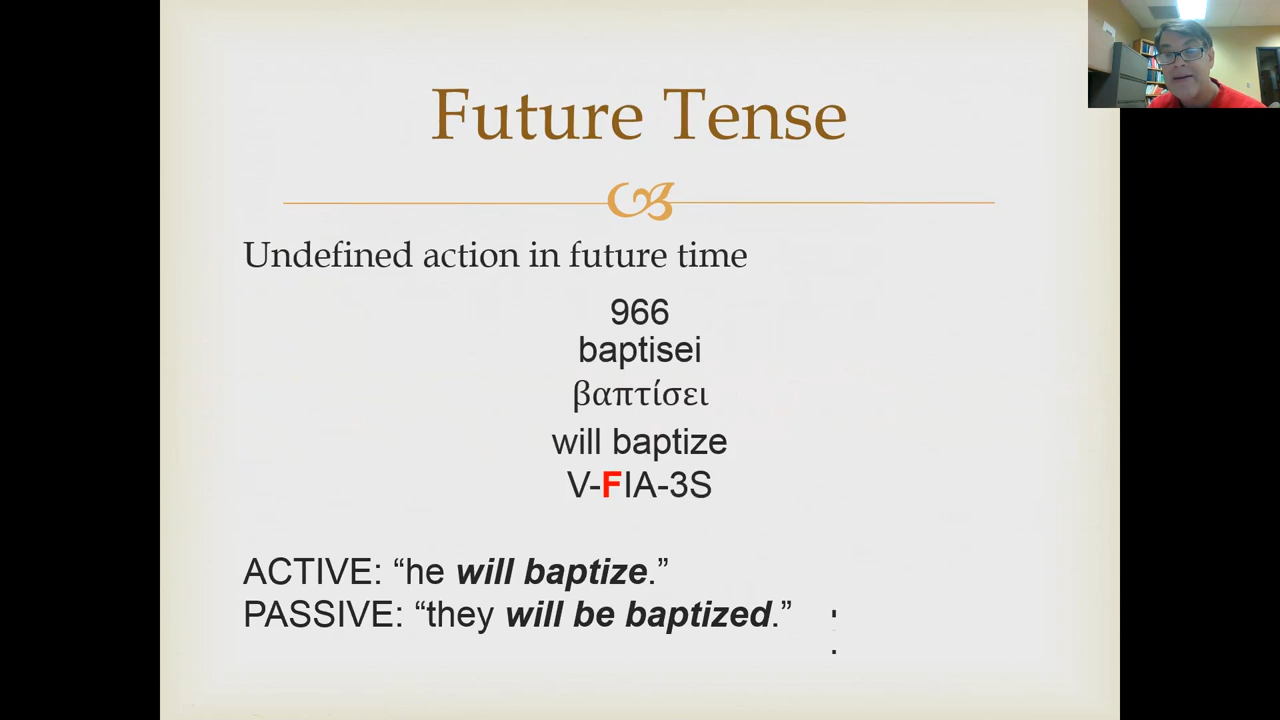 Future Tense
Undefined action in future time
966
baptisei
βαπτίσει
will baptize
V-FIA-3S
ACTIVE: “he will baptize.”
PASSIVE: “they will be baptized.”